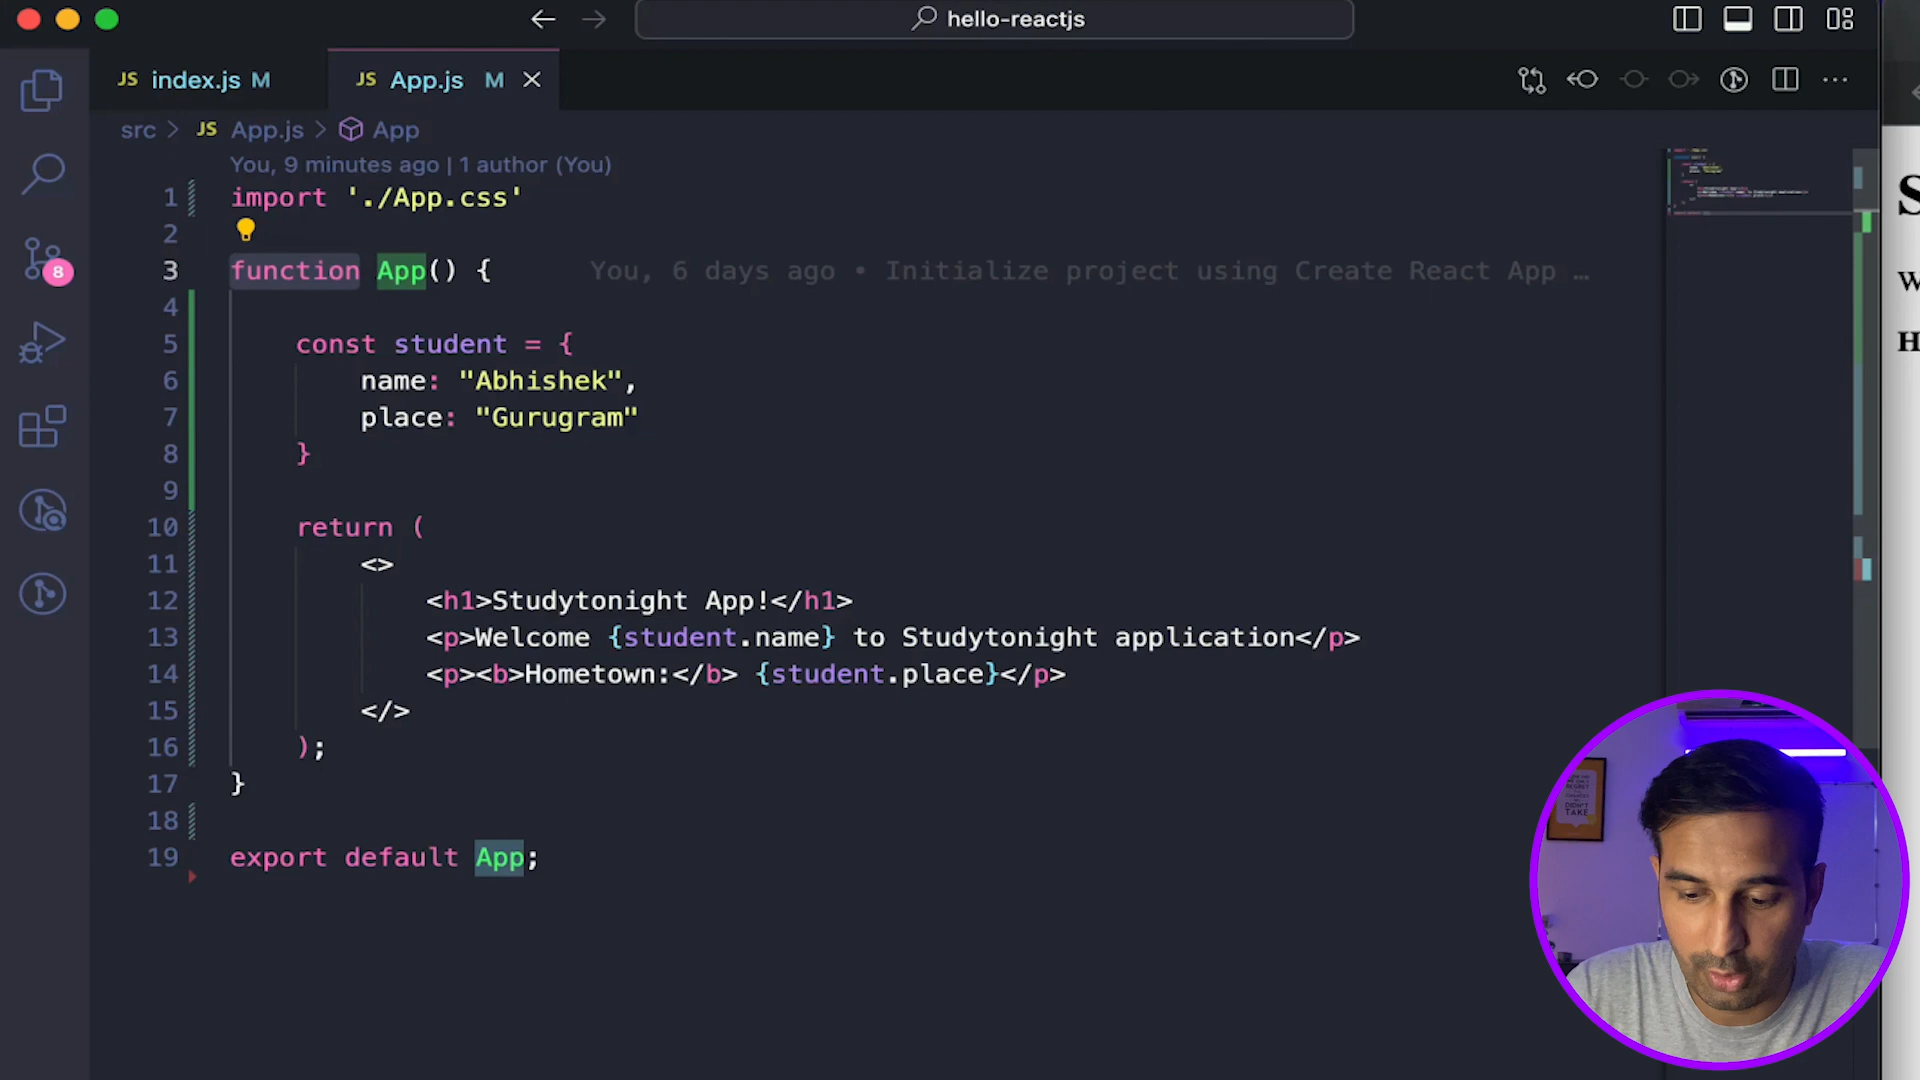 hello-reactjs
JS index.js M
JS App.js M
src > JS App.js > App
You, 9 minutes ago | 1 author (You)
1 import './App.css'
2
3 function App() { You, 6 days ago • Initialize project using Create React App …
4
5 const student = {
6 name: "Abhishek",
7 place: "Gurugram"
8 }
9
10 return (
11 <>
12 <h1>Studytonight App!</h1>
13 <p>Welcome {student.name} to Studytonight application</p>
14 <p><b>Hometown:</b> {student.place}</p>
15 </>
16 );
17 }
18
19 export default App;
8
S
W
H
DIDN'T
TAKE